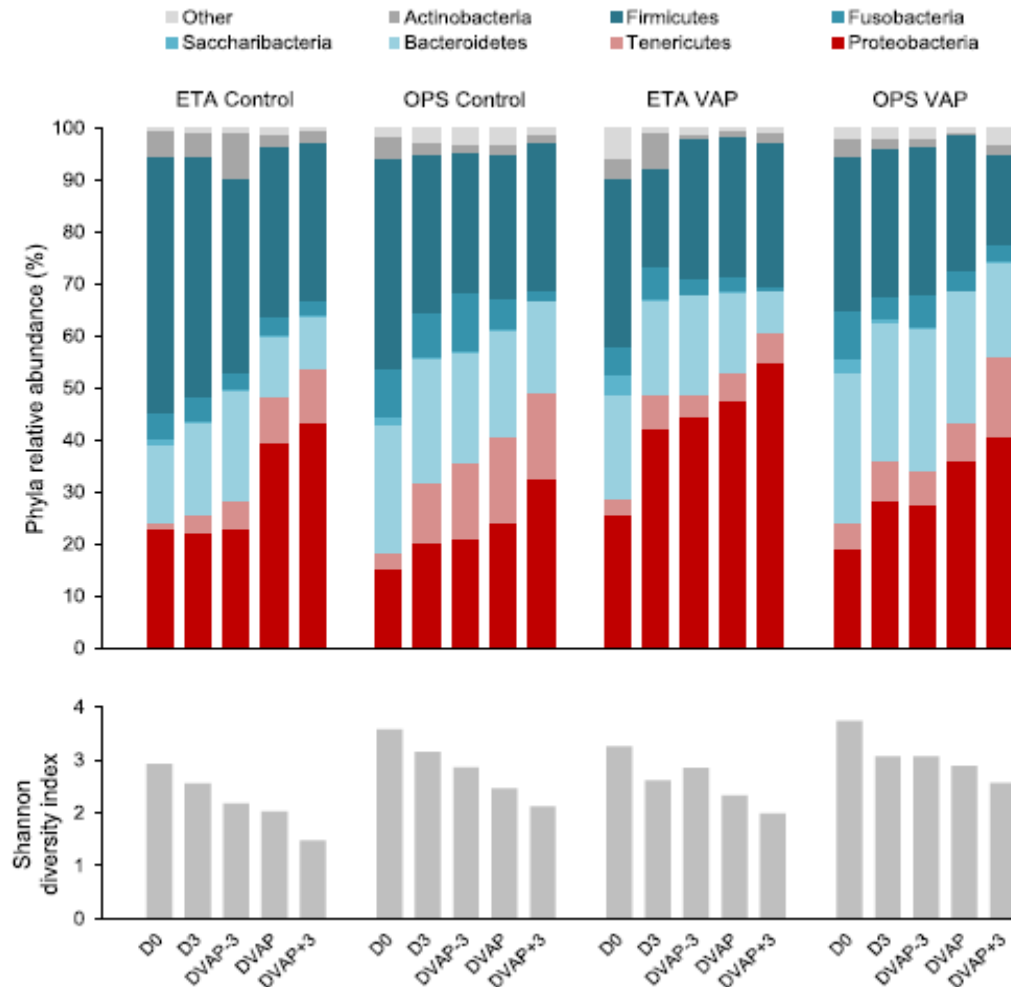 Other Actinobacteria Firmicutes Fusobacteria
Saccharibacteria Bacteroidetes Tenericutes Proteobacteria
ETA Control OPS Control ETA VAP OPS VAP
Phyla relative abundance (%)
100
90
80
70
60
50
40
30
20
10
0
Shannon
diversity index
4
3
2
1
0
D0 D3 DVAP-3 DVAP DVAP+3 D0 D3 DVAP-3 DVAP DVAP+3 D0 D3 DVAP-3 DVAP DVAP+3 D0 D3 DVAP-3 DVAP DVAP+3